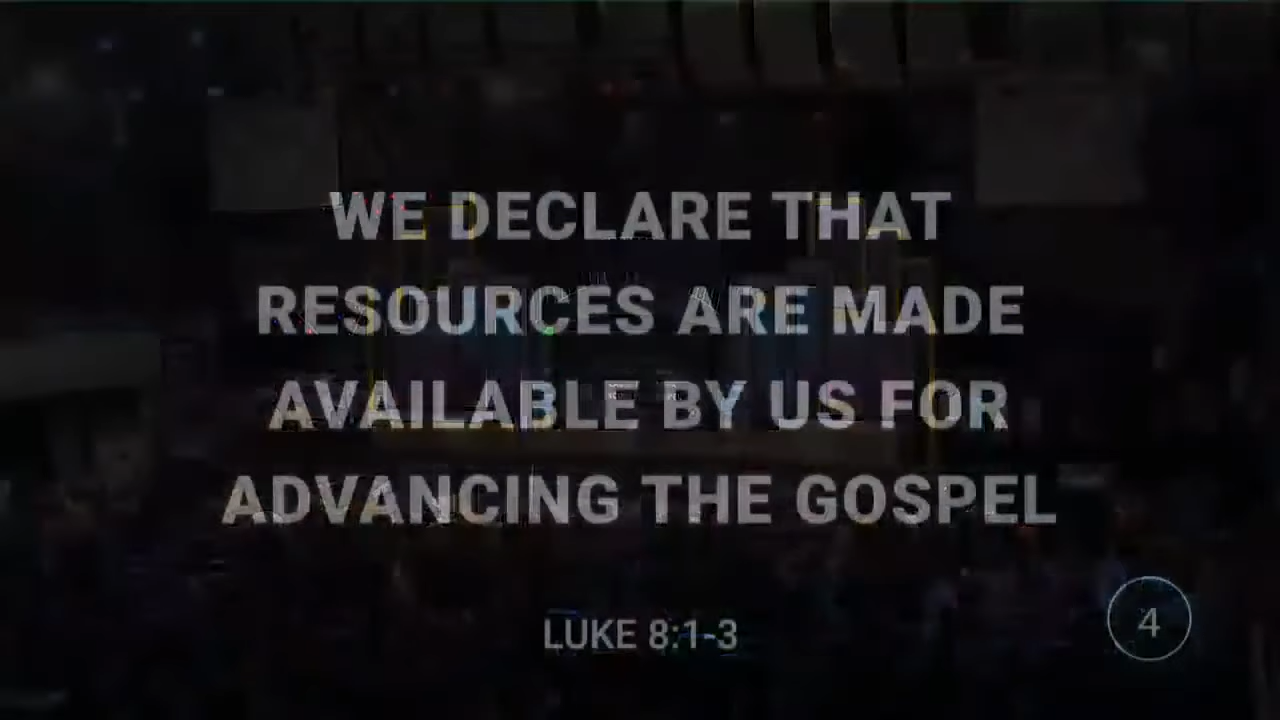 WE DECLARE THAT
RESOURCES ARE MADE
AVAILABLE BY US FOR
ADVANCING THE GOSPEL
LUKE 8:1-3
4